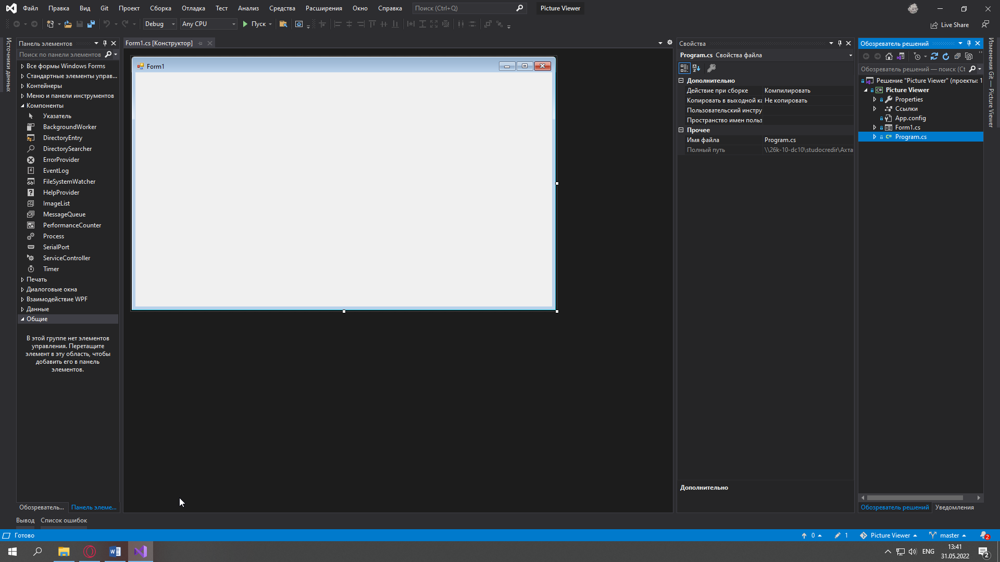 Файл Правка Вид Git Проект Сборка Отладка Тест Анализ Средства Расширения Окно Справка Поиск (Ctrl+Q) Picture Viewer
Debug Any CPU Пуск Live Share
Источники данных
Панель элементов
Поиск по панели элементов
Все формы Windows Forms
Стандартные элементы управ...
Контейнеры
Меню и панели инструментов
Компоненты
Указатель
BackgroundWorker
DirectoryEntry
DirectorySearcher
ErrorProvider
EventLog
FileSystemWatcher
HelpProvider
ImageList
MessageQueue
PerformanceCounter
Process
SerialPort
ServiceController
Timer
Печать
Диалоговые окна
Взаимодействие WPF
Данные
Общие
В этой группе нет элементов
управления. Перетащите
элемент в эту область, чтобы
добавить его в панель
элементов.
Обозреватель... Панель элеме...
Form1.cs [Конструктор]
Form1
Свойства
Program.cs Свойства файла
Дополнительно
Действие при сборке Компилировать
Копировать в выходной ка Не копировать
Пользовательский инстру
Пространство имен польз
Прочее
Имя файла Program.cs
Полный путь \\26k-10-dc10\studocredir\Ахта
Дополнительно
Обозреватель решений
Обозреватель решений — поиск (Ct
Решение "Picture Viewer" (проекты: 1
Picture Viewer
Properties
Ссылки
App.config
Form1.cs
Program.cs
Обозреватель решений Уведомления
Изменения Git — Picture Viewer
Вывод Список ошибок
Готово 0 1 Picture Viewer master 2
ENG 13:41
31.05.2022 2